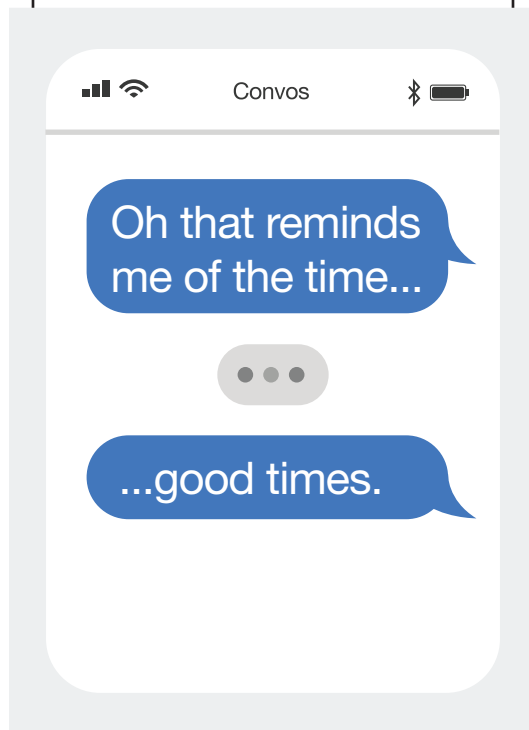 Convos
Oh that reminds
me of the time...
...good times.